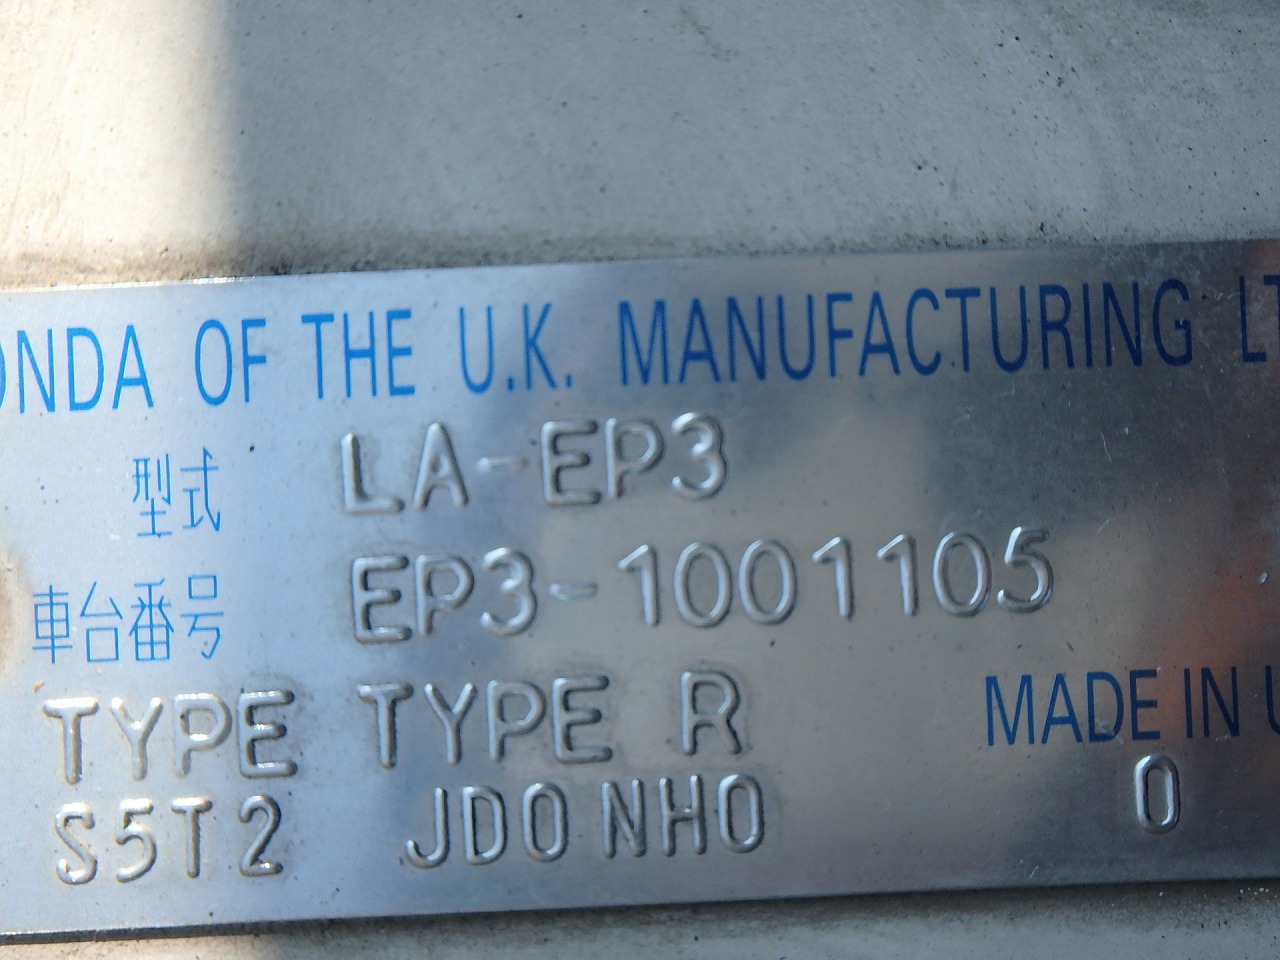 ONDA OF THE U.K. MANUFACTURING LT
型式 LA-EP3
車台番号 EP3-1001105
TYPE TYPE R MADE IN U
S5T2 JD0 NH0 0